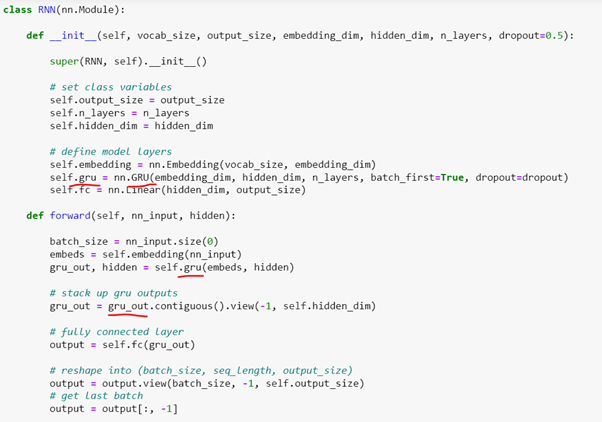 class RNN(nn.Module):
def __init__(self, vocab_size, output_size, embedding_dim, hidden_dim, n_layers, dropout=0.5):
super(RNN, self).__init__()
# set class variables
self.output_size = output_size
self.n_layers = n_layers
self.hidden_dim = hidden_dim
# define model layers
self.embedding = nn.Embedding(vocab_size, embedding_dim)
self.gru = nn.GRU(embedding_dim, hidden_dim, n_layers, batch_first=True, dropout=dropout)
self.fc = nn.Linear(hidden_dim, output_size)
def forward(self, nn_input, hidden):
batch_size = nn_input.size(0)
embeds = self.embedding(nn_input)
gru_out, hidden = self.gru(embeds, hidden)
# stack up gru outputs
gru_out = gru_out.contiguous().view(-1, self.hidden_dim)
# fully connected layer
output = self.fc(gru_out)
# reshape into (batch_size, seq_length, output_size)
output = output.view(batch_size, -1, self.output_size)
# get last batch
output = output[:, -1]